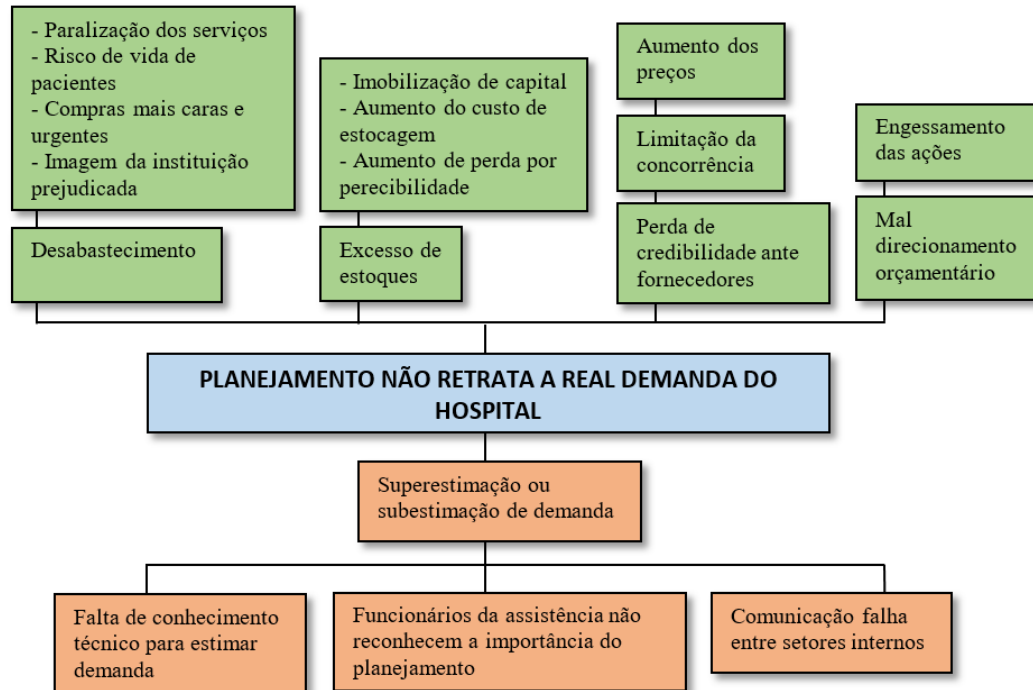 - Paralização dos serviços
- Risco de vida de
pacientes
- Compras mais caras e
urgentes
- Imagem da instituição
prejudicada
Desabastecimento
- Imobilização de capital
- Aumento do custo de
estocagem
- Aumento de perda por
perecibilidade
Excesso de
estoques
Aumento dos
preços
Limitação da
concorrência
Perda de
credibilidade ante
fornecedores
Engessamento
das ações
Mal
direcionamento
orçamentário
PLANEJAMENTO NÃO RETRATA A REAL DEMANDA DO
HOSPITAL
Superestimação ou
subestimação de demanda
Falta de conhecimento
técnico para estimar
demanda
Funcionários da assistência não
reconhecem a importância do
planejamento
Comunicação falha
entre setores internos